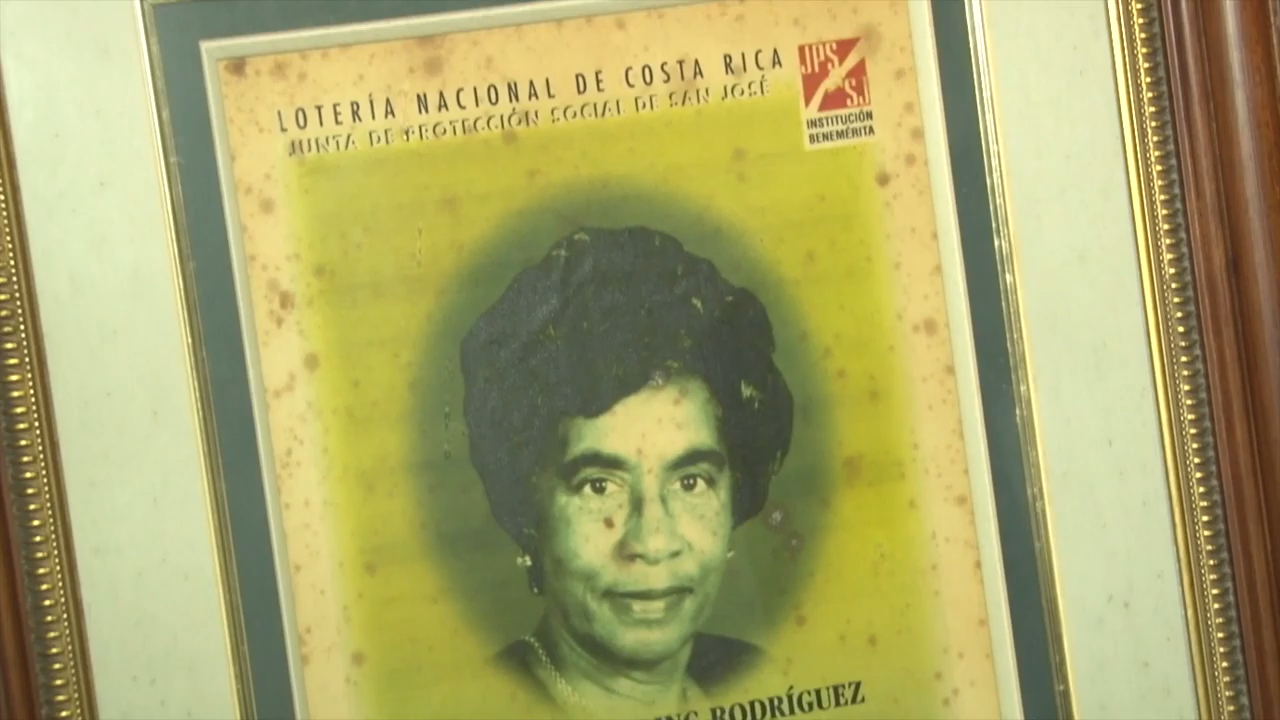 LOTERÍA NACIONAL DE COSTA RICA
JUNTA DE PROTECCIÓN SOCIAL DE SAN JOSÉ
JPS
SJ
INSTITUCIÓN
BENEMÉRITA
RODRÍGUEZ